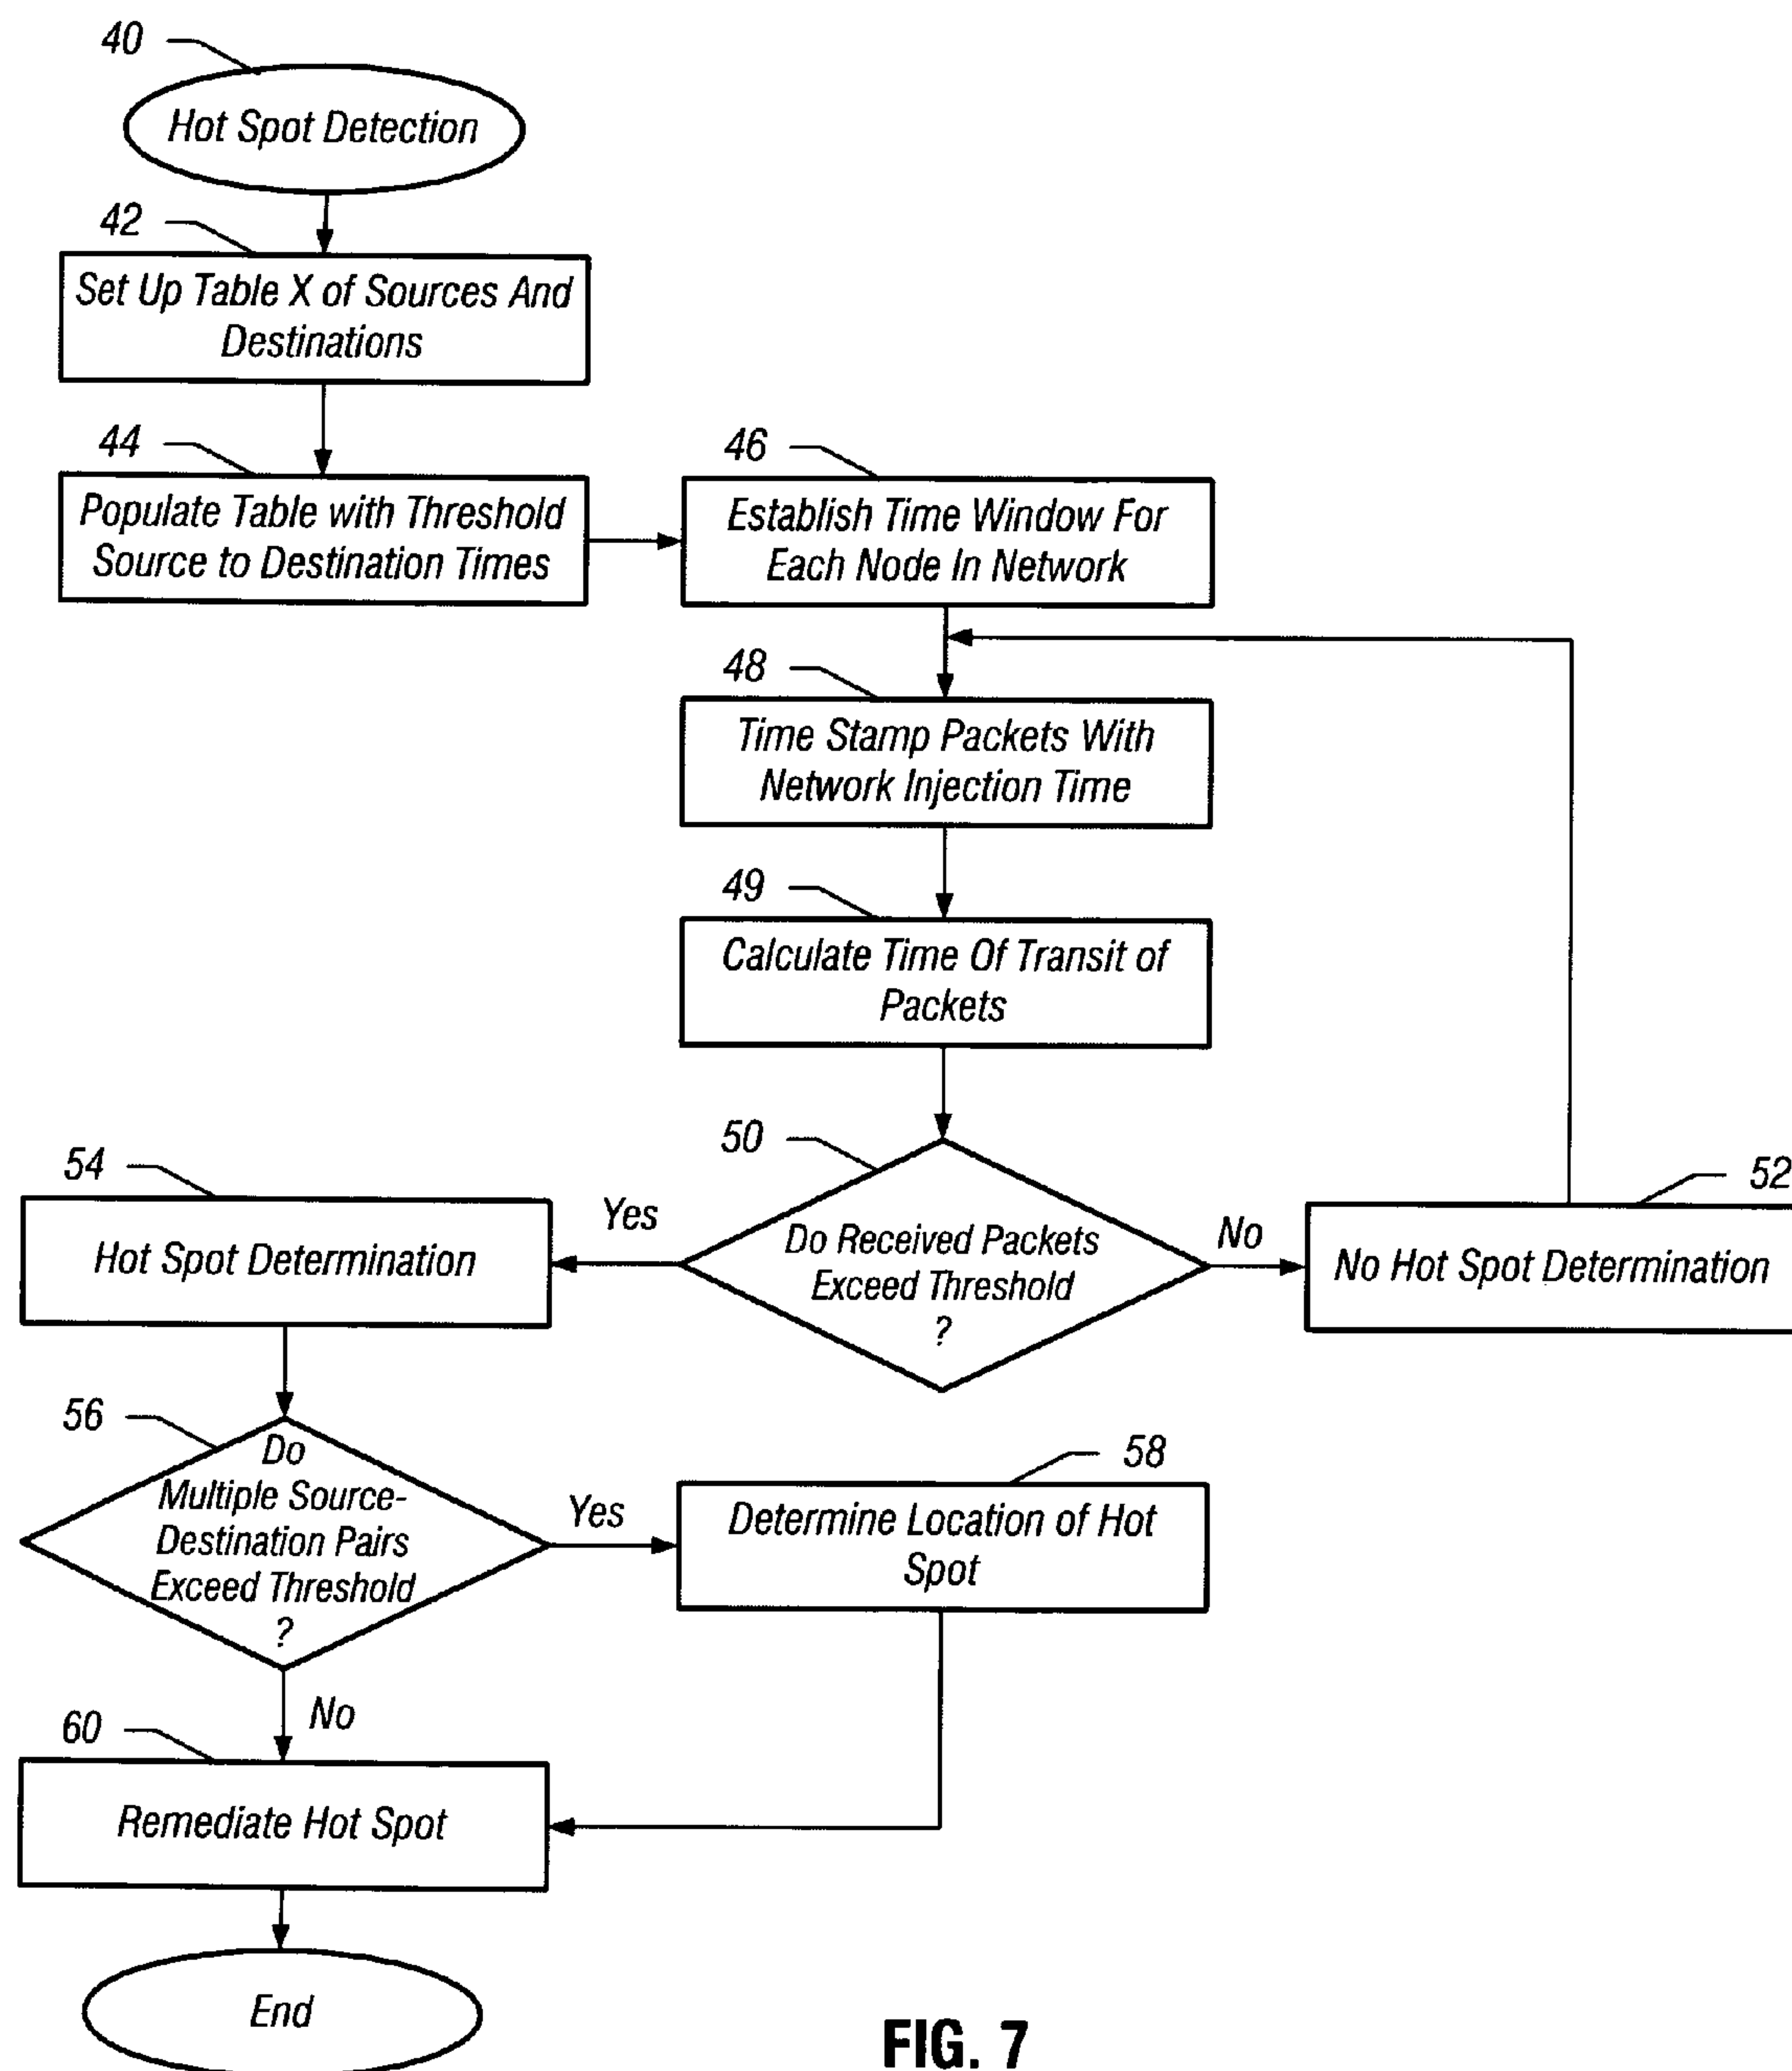 40
Hot Spot Detection
42
Set Up Table X of Sources And
Destinations
44
Populate Table with Threshold
Source to Destination Times
46
Establish Time Window For
Each Node In Network
48
Time Stamp Packets With
Network Injection Time
49
Calculate Time Of Transit of
Packets
50
Do Received Packets
Exceed Threshold
?
Yes
No
52
No Hot Spot Determination
54
Hot Spot Determination
56
Do
Multiple Source-
Destination Pairs
Exceed Threshold
?
Yes
58
Determine Location of Hot
Spot
No
60
Remediate Hot Spot
End
FIG. 7